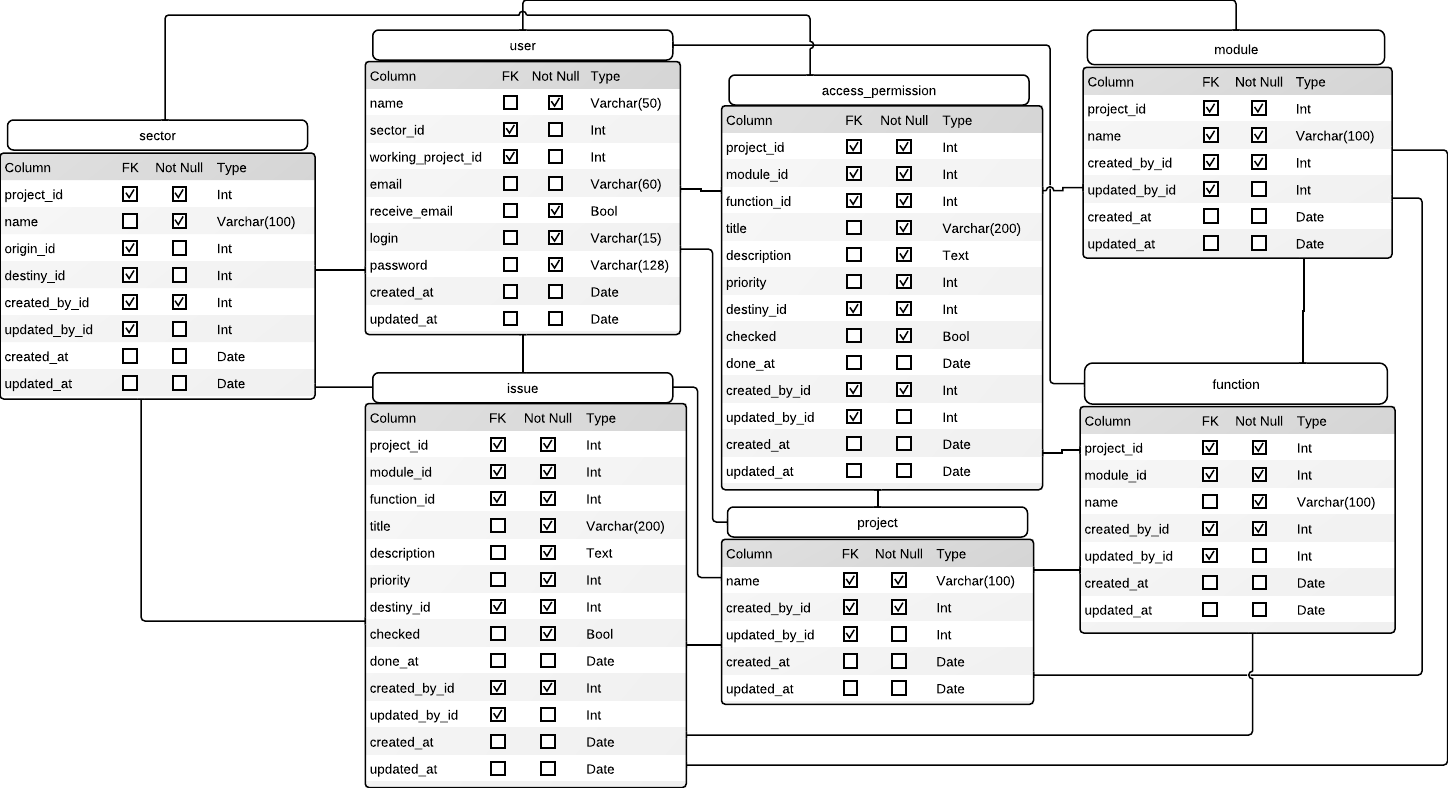 user
Column FK Not Null Type
name Varchar(50)
sector_id Int
working_project_id Int
email Varchar(60)
receive_email Bool
login Varchar(15)
password Varchar(128)
created_at Date
updated_at Date
module
Column FK Not Null Type
project_id Int
name Varchar(100)
created_by_id Int
updated_by_id Int
created_at Date
updated_at Date
access_permission
Column FK Not Null Type
project_id Int
module_id Int
function_id Int
title Varchar(200)
description Text
priority Int
destiny_id Int
checked Bool
done_at Date
created_by_id Int
updated_by_id Int
created_at Date
updated_at Date
sector
Column FK Not Null Type
project_id Int
name Varchar(100)
origin_id Int
destiny_id Int
created_by_id Int
updated_by_id Int
created_at Date
updated_at Date
issue
Column FK Not Null Type
project_id Int
module_id Int
function_id Int
title Varchar(200)
description Text
priority Int
destiny_id Int
checked Bool
done_at Date
created_by_id Int
updated_by_id Int
created_at Date
updated_at Date
function
Column FK Not Null Type
project_id Int
module_id Int
name Varchar(100)
created_by_id Int
updated_by_id Int
created_at Date
updated_at Date
project
Column FK Not Null Type
name Varchar(100)
created_by_id Int
updated_by_id Int
created_at Date
updated_at Date